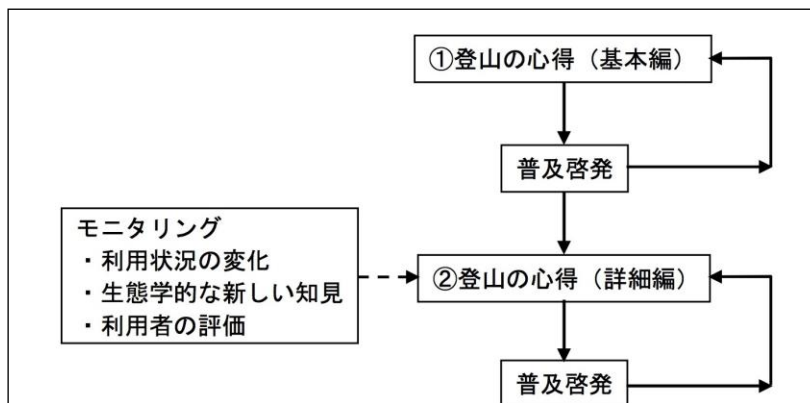 ①登山の心得（基本編）
普及啓発
モニタリング
・利用状況の変化
・生態学的な新しい知見
・利用者の評価
②登山の心得（詳細編）
普及啓発